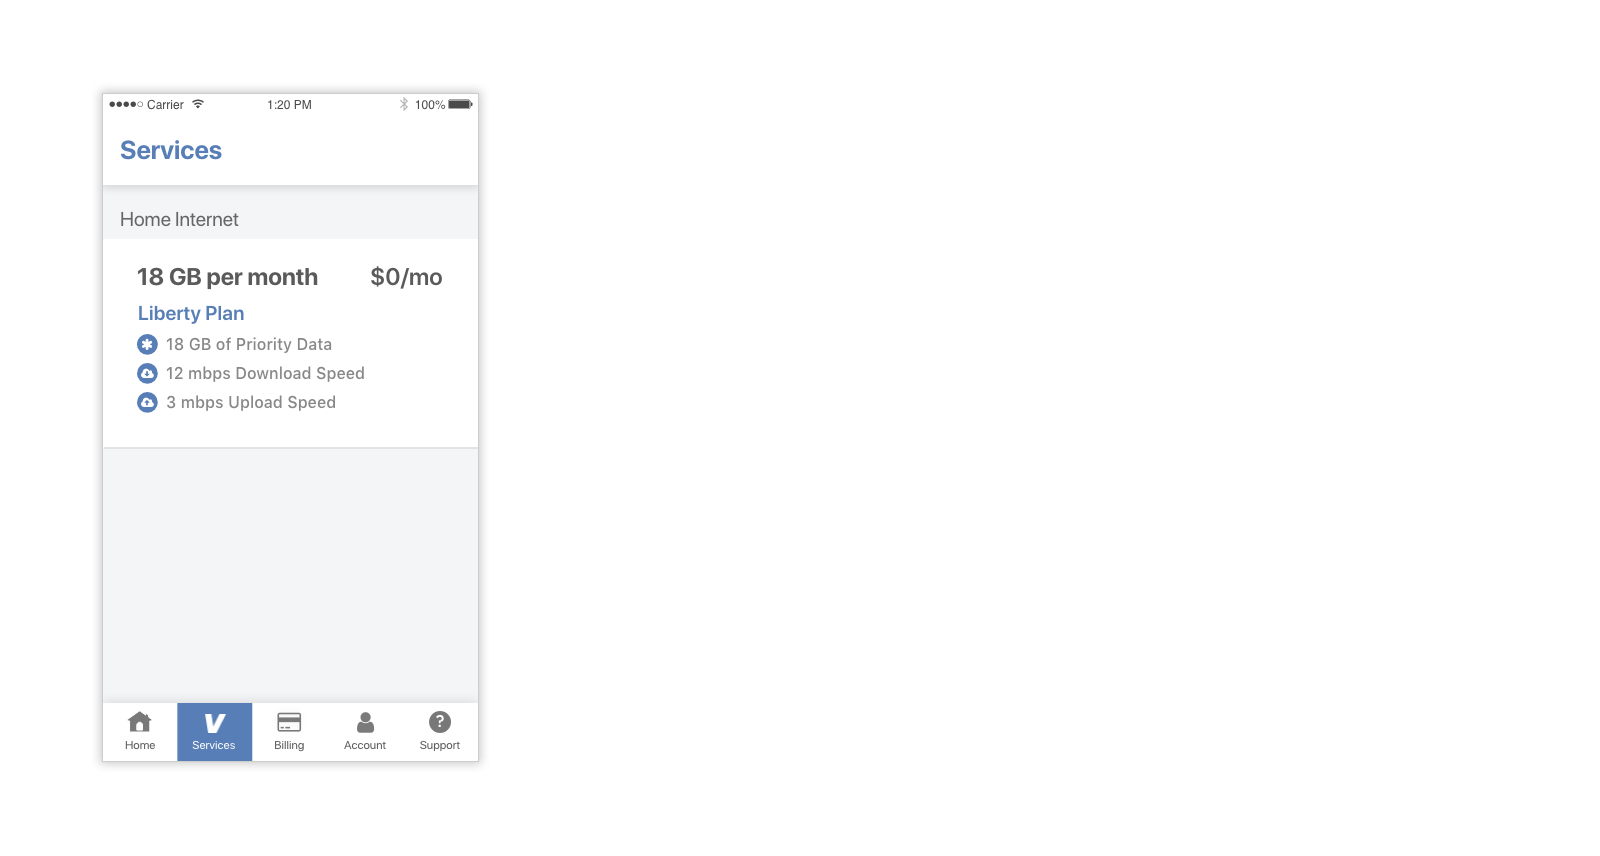 Carrier 1:20 PM 100%
Services
Home Internet
18 GB per month $0/mo
Liberty Plan
18 GB of Priority Data
12 mbps Download Speed
3 mbps Upload Speed
Home Services Billing Account Support